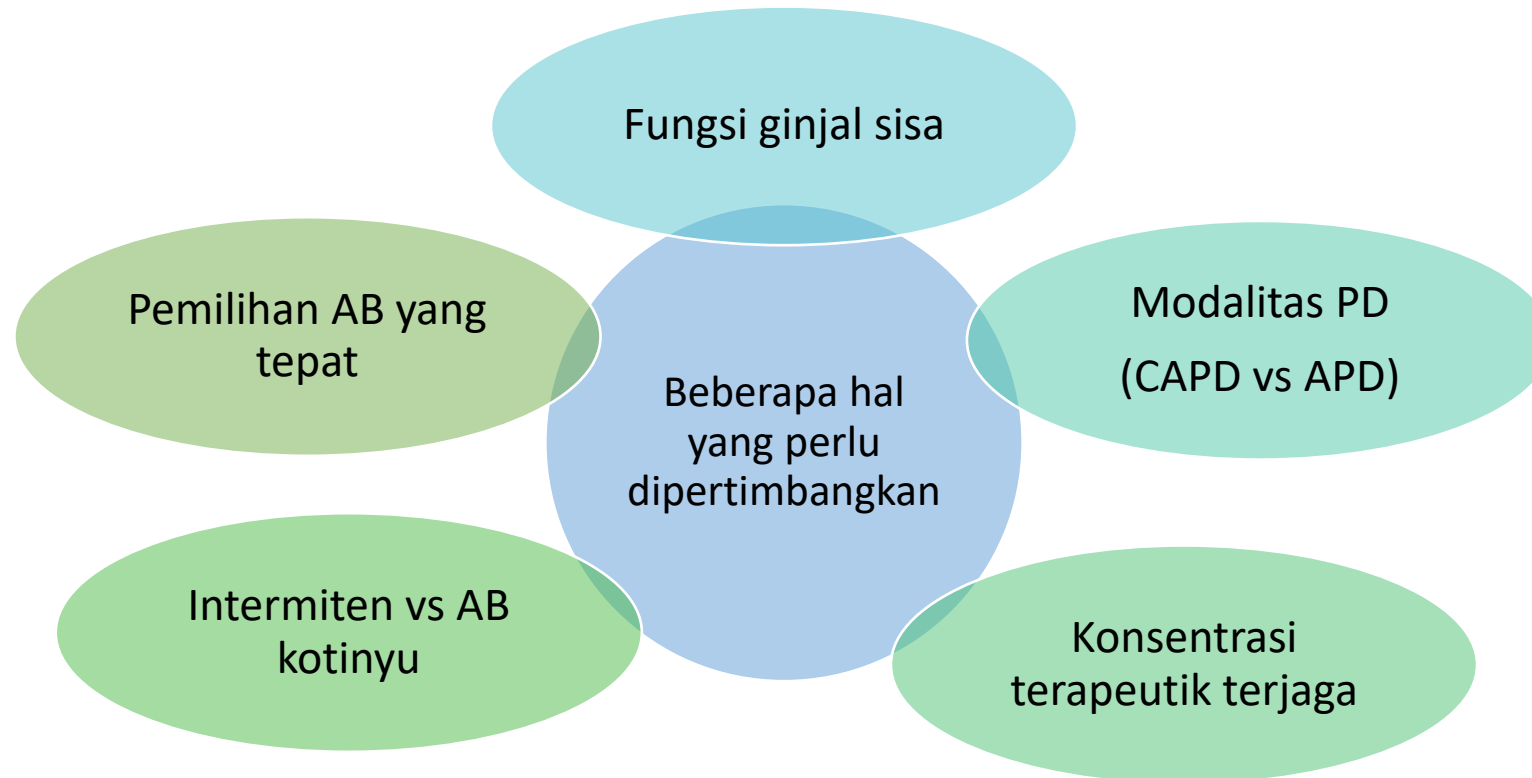 Fungsi ginjal sisa
Pemilihan AB yang
tepat
Modalitas PD
(CAPD vs APD)
Beberapa hal
yang perlu
dipertimbangkan
Intermiten vs AB
kotinyu
Konsentrasi
terapeutik terjaga